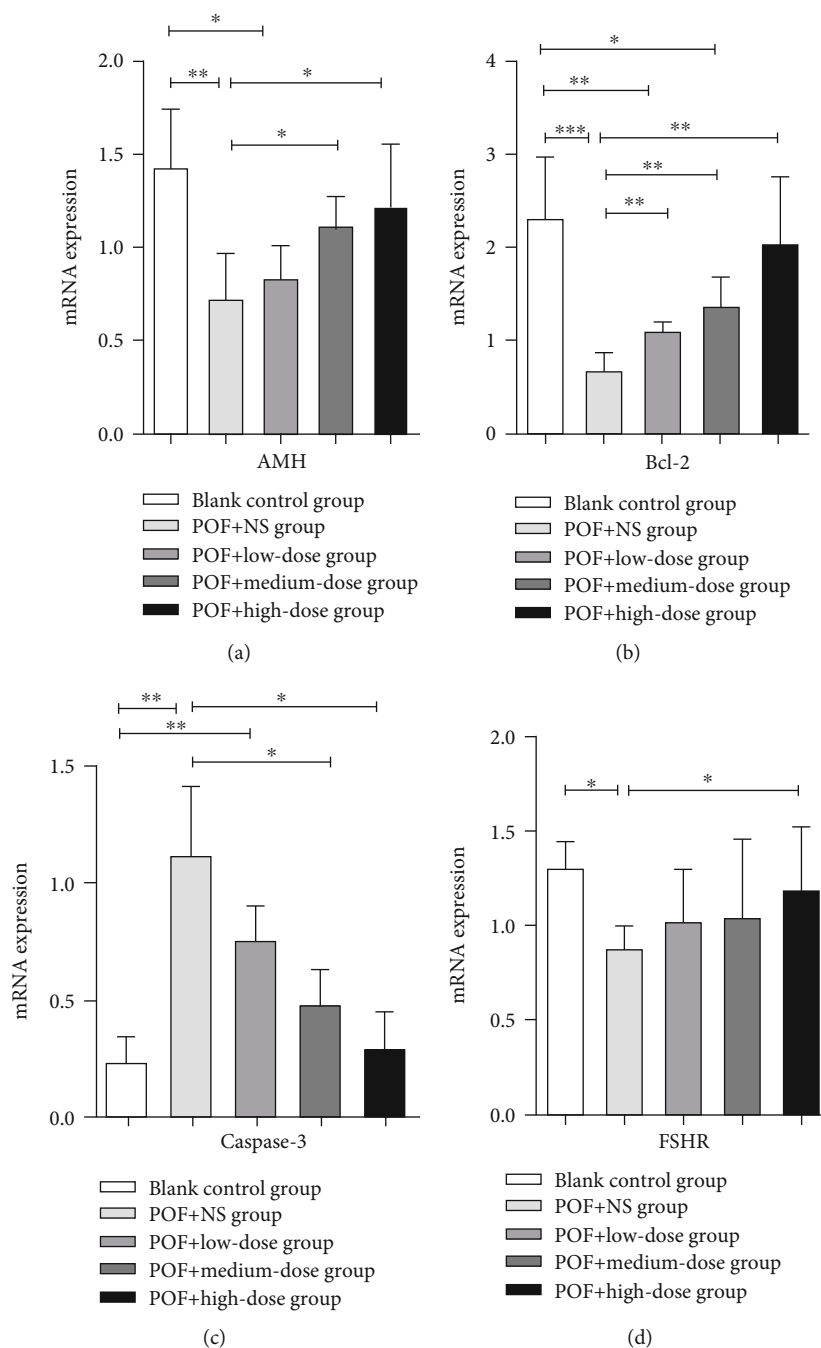 *
**
*
*
2.0
1.5
1.0
0.5
0.0
mRNA expression
AMH
Blank control group
POF+NS group
POF+low-dose group
POF+medium-dose group
POF+high-dose group
(a)
*
**
***
**
**
**
4
3
2
1
0
mRNA expression
Bcl-2
Blank control group
POF+NS group
POF+low-dose group
POF+medium-dose group
POF+high-dose group
(b)
**
*
**
*
1.5
1.0
0.5
0.0
mRNA expression
Caspase-3
Blank control group
POF+NS group
POF+low-dose group
POF+medium-dose group
POF+high-dose group
(c)
*
*
2.0
1.5
1.0
0.5
0.0
mRNA expression
FSHR
Blank control group
POF+NS group
POF+low-dose group
POF+medium-dose group
POF+high-dose group
(d)